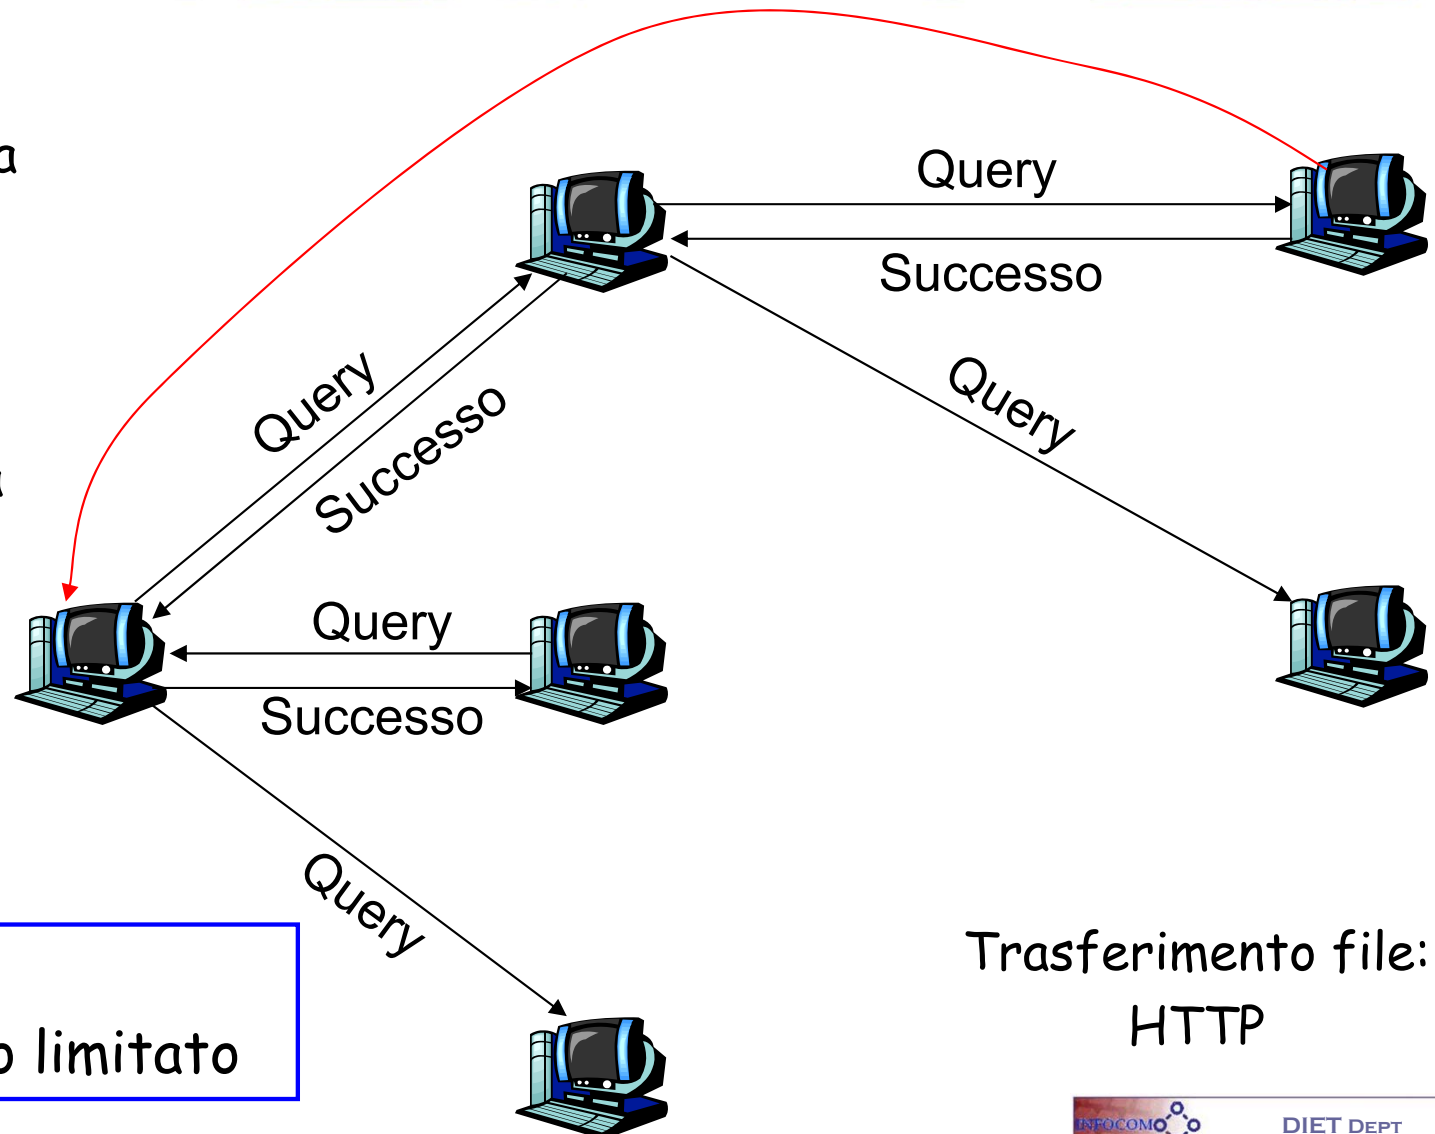 a
Query
Successo
Query
Query
Successo
Query
Successo
Query
o limitato
Trasferimento file:
HTTP
INFOCOM
DIET DEPT